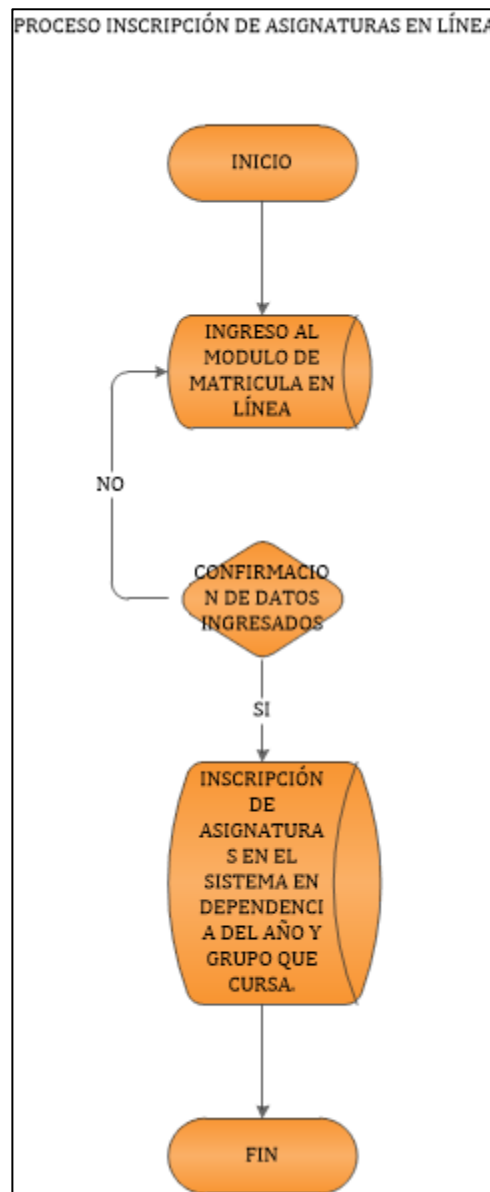 PROCESO INSCRIPCIÓN DE ASIGNATURAS EN LÍNEA
INICIO
INGRESO AL
MODULO DE
MATRICULA EN
LÍNEA
NO
CONFIRMACIO
N DE DATOS
INGRESADOS
SI
INSCRIPCIÓN
DE
ASIGNATURA
S EN EL
SISTEMA EN
DEPENDENCI
A DEL AÑO Y
GRUPO QUE
CURSA.
FIN